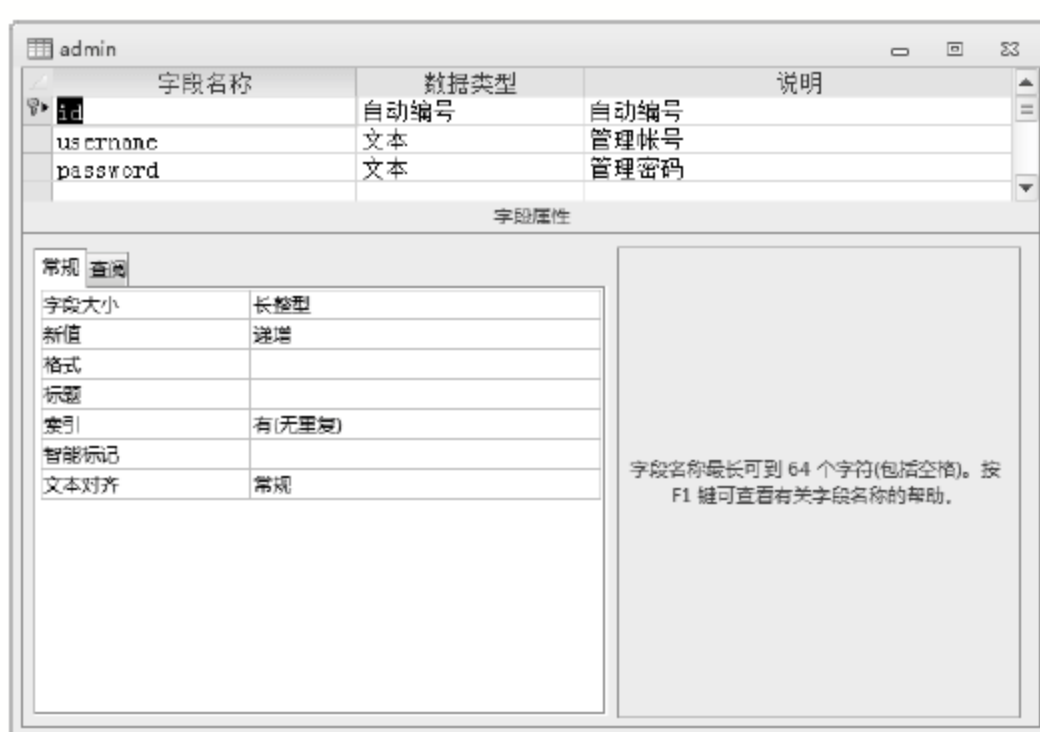 admin
字段名称 数据类型 说明
id 自动编号 自动编号
username 文本 管理帐号
password 文本 管理密码
字段属性
常规 查阅
字段大小 长整型
新值 递增
格式
标题
索引 有(无重复)
智能标记
文本对齐 常规
字段名称最长可到 64 个字符(包括空格)。按
F1 键可查看有关字段名称的帮助。